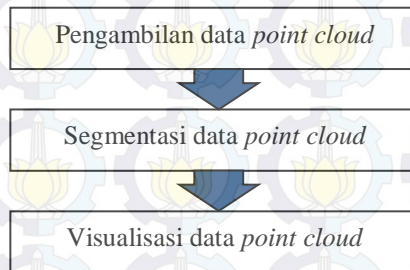 Pengambilan data point cloud
Segmentasi data point cloud
Visualisasi data point cloud